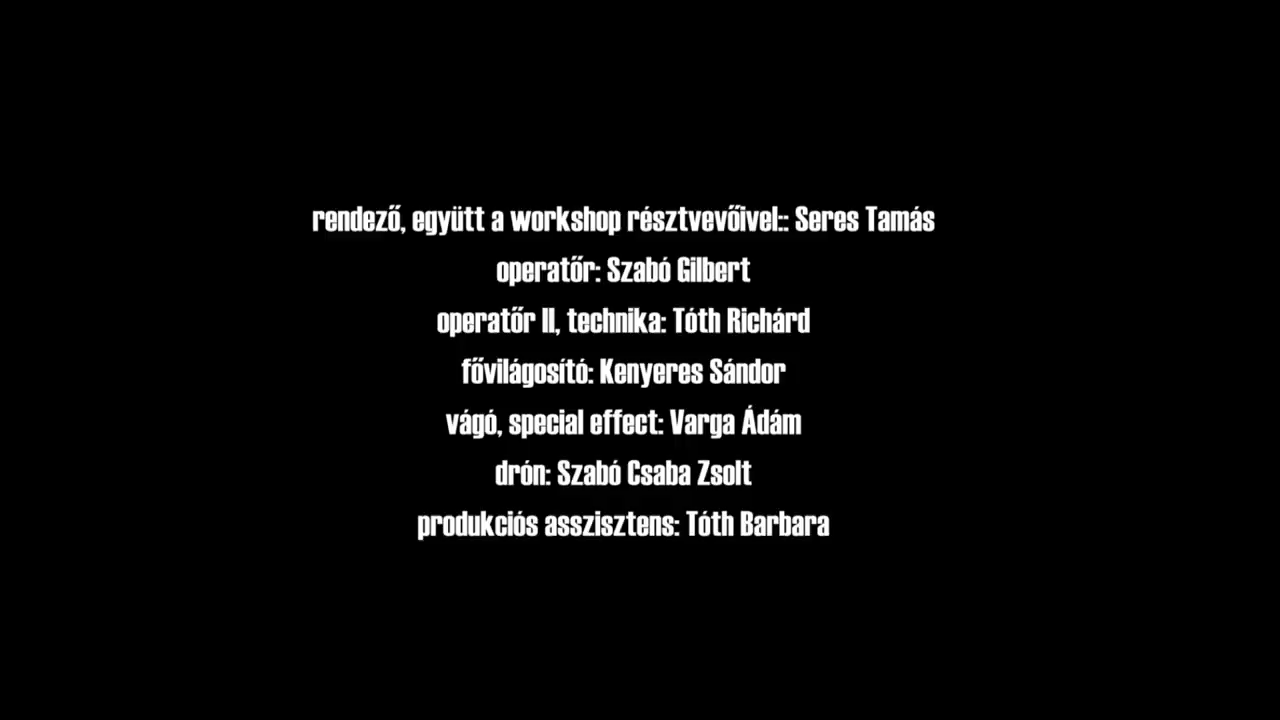 rendező, együtt a workshop résztvevőivel:: Seres Tamás
operatőr: Szabó Gilbert
operatőr II, technika: Tóth Richárd
fővilágosító: Kenyeres Sándor
vágó, special effect: Varga Ádám
drón: Szabó Csaba Zsolt
produkciós asszisztens: Tóth Barbara